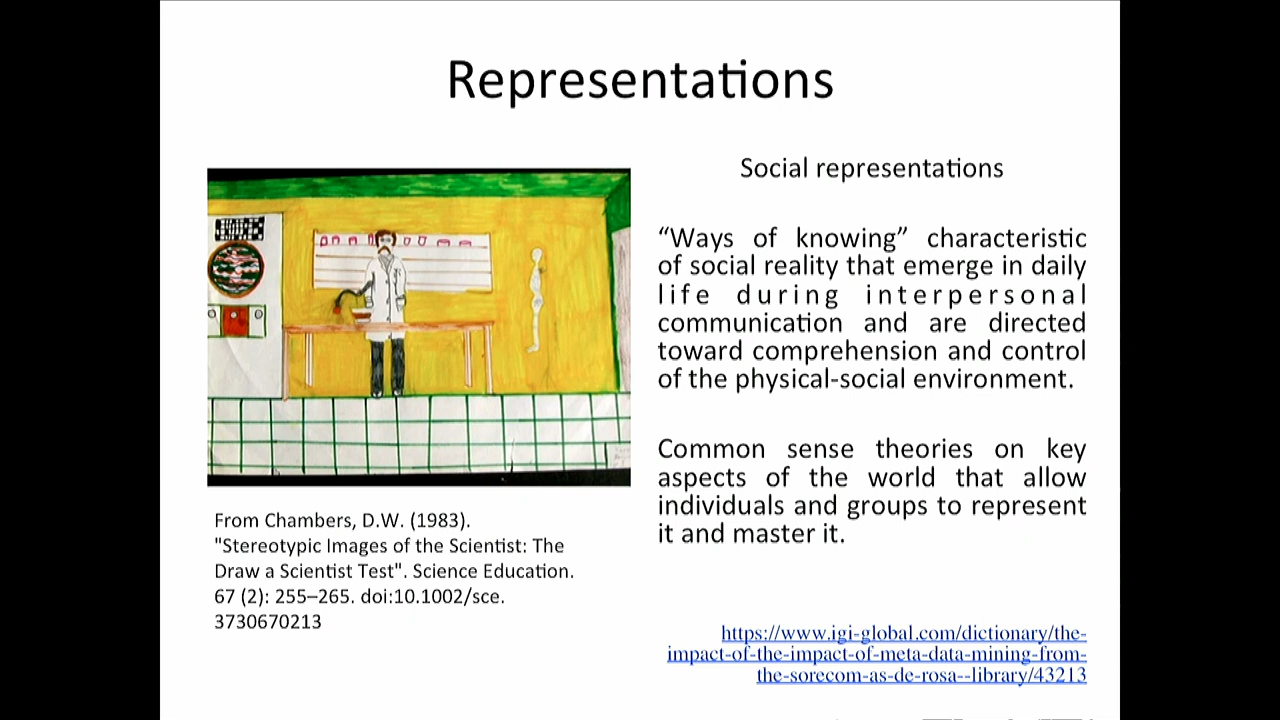 Representations
From Chambers, D.W. (1983).
"Stereotypic Images of the Scientist: The
Draw a Scientist Test". Science Education.
67 (2): 255–265. doi:10.1002/sce.
3730670213
Social representations
“Ways of knowing” characteristic
of social reality that emerge in daily
life during interpersonal
communication and are directed
toward comprehension and control
of the physical-social environment.
Common sense theories on key
aspects of the world that allow
individuals and groups to represent
it and master it.
https://www.igi-global.com/dictionary/the-
impact-of-the-impact-of-meta-data-mining-from-
the-sorecom-as-de-rosa--library/43213